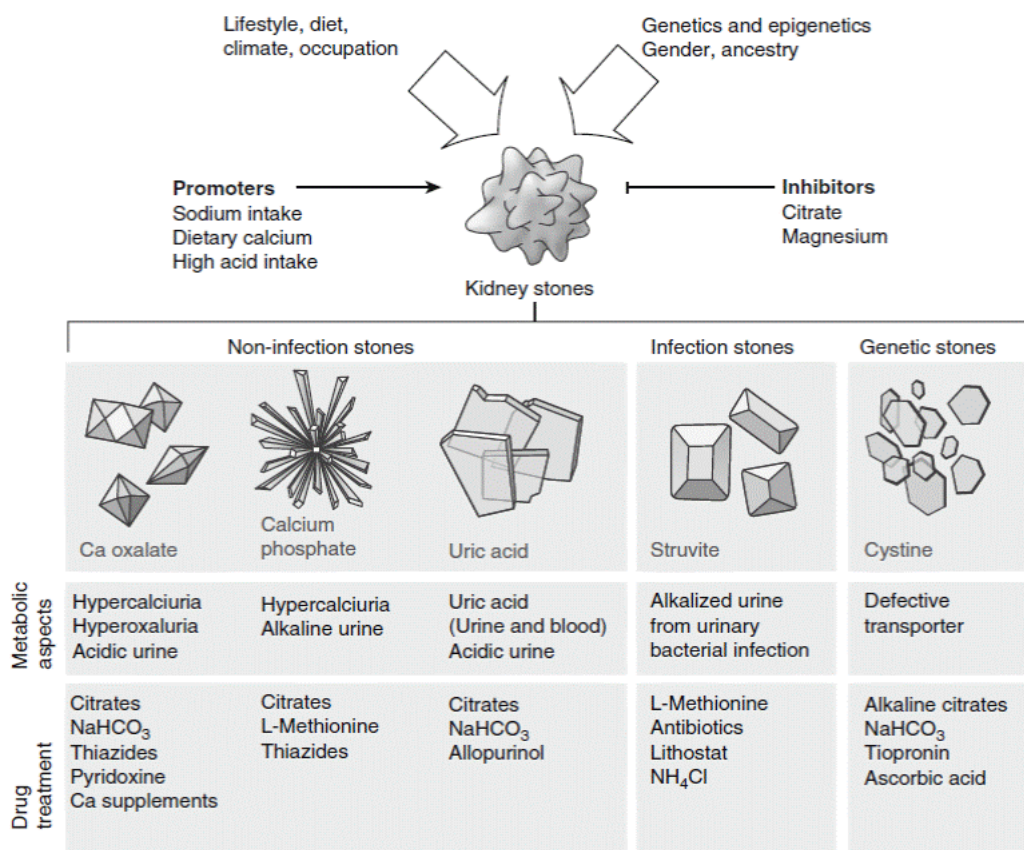 Lifestyle, diet,
climate, occupation
Genetics and epigenetics
Gender, ancestry
Promoters
Sodium intake
Dietary calcium
High acid intake
Inhibitors
Citrate
Magnesium
Kidney stones
Non-infection stones
Infection stones
Genetic stones
Ca oxalate
Calcium
phosphate
Uric acid
Struvite
Cystine
Metabolic
aspects
Hypercalciuria
Hyperoxaluria
Acidic urine
Hypercalciuria
Alkaline urine
Uric acid
(Urine and blood)
Acidic urine
Alkalized urine
from urinary
bacterial infection
Defective
transporter
Drug
treatment
Citrates
NaHCO₃
Thiazides
Pyridoxine
Ca supplements
Citrates
L-Methionine
Thiazides
Citrates
NaHCO₃
Allopurinol
L-Methionine
Antibiotics
Lithostat
NH₄Cl
Alkaline citrates
NaHCO₃
Tiopronin
Ascorbic acid